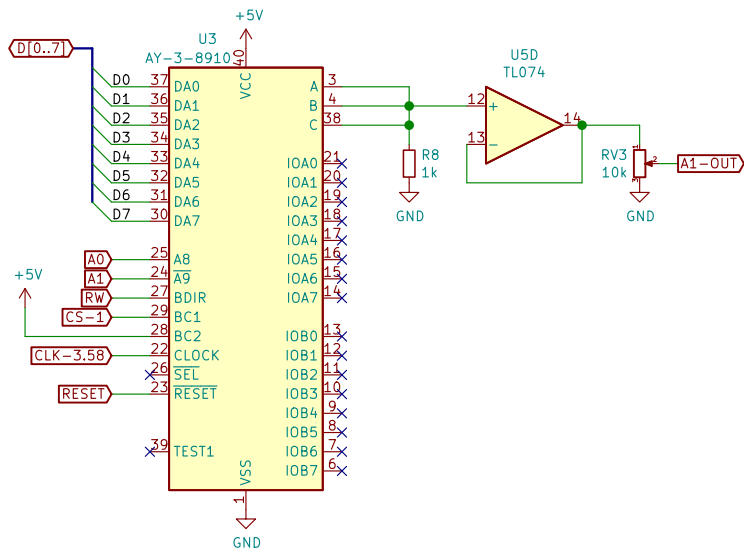 +5V
U3
AY-3-8910
D[0..7]
40
VCC
D0 37 DA0
D1 36 DA1
D2 35 DA2
D3 34 DA3
D4 33 DA4
D5 32 DA5
D6 31 DA6
D7 30 DA7
A0 25 A8
A1 24 A9
+5V
RW 27 BDIR
CS-1 29 BC1
28 BC2
CLK-3.58 22 CLOCK
26 SEL
RESET 23 RESET
39 TEST1
VSS
1
GND
A 3
B 4
C 38
IOA0 21
IOA1 20
IOA2 19
IOA3 18
IOA4 17
IOA5 16
IOA6 15
IOA7 14
IOB0 13
IOB1 12
IOB2 11
IOB3 10
IOB4 9
IOB5 8
IOB6 7
IOB7 6
R8
1k
GND
U5D
TL074
12 +
13 -
14
RV3
10k
1
2
3
GND
A1-OUT